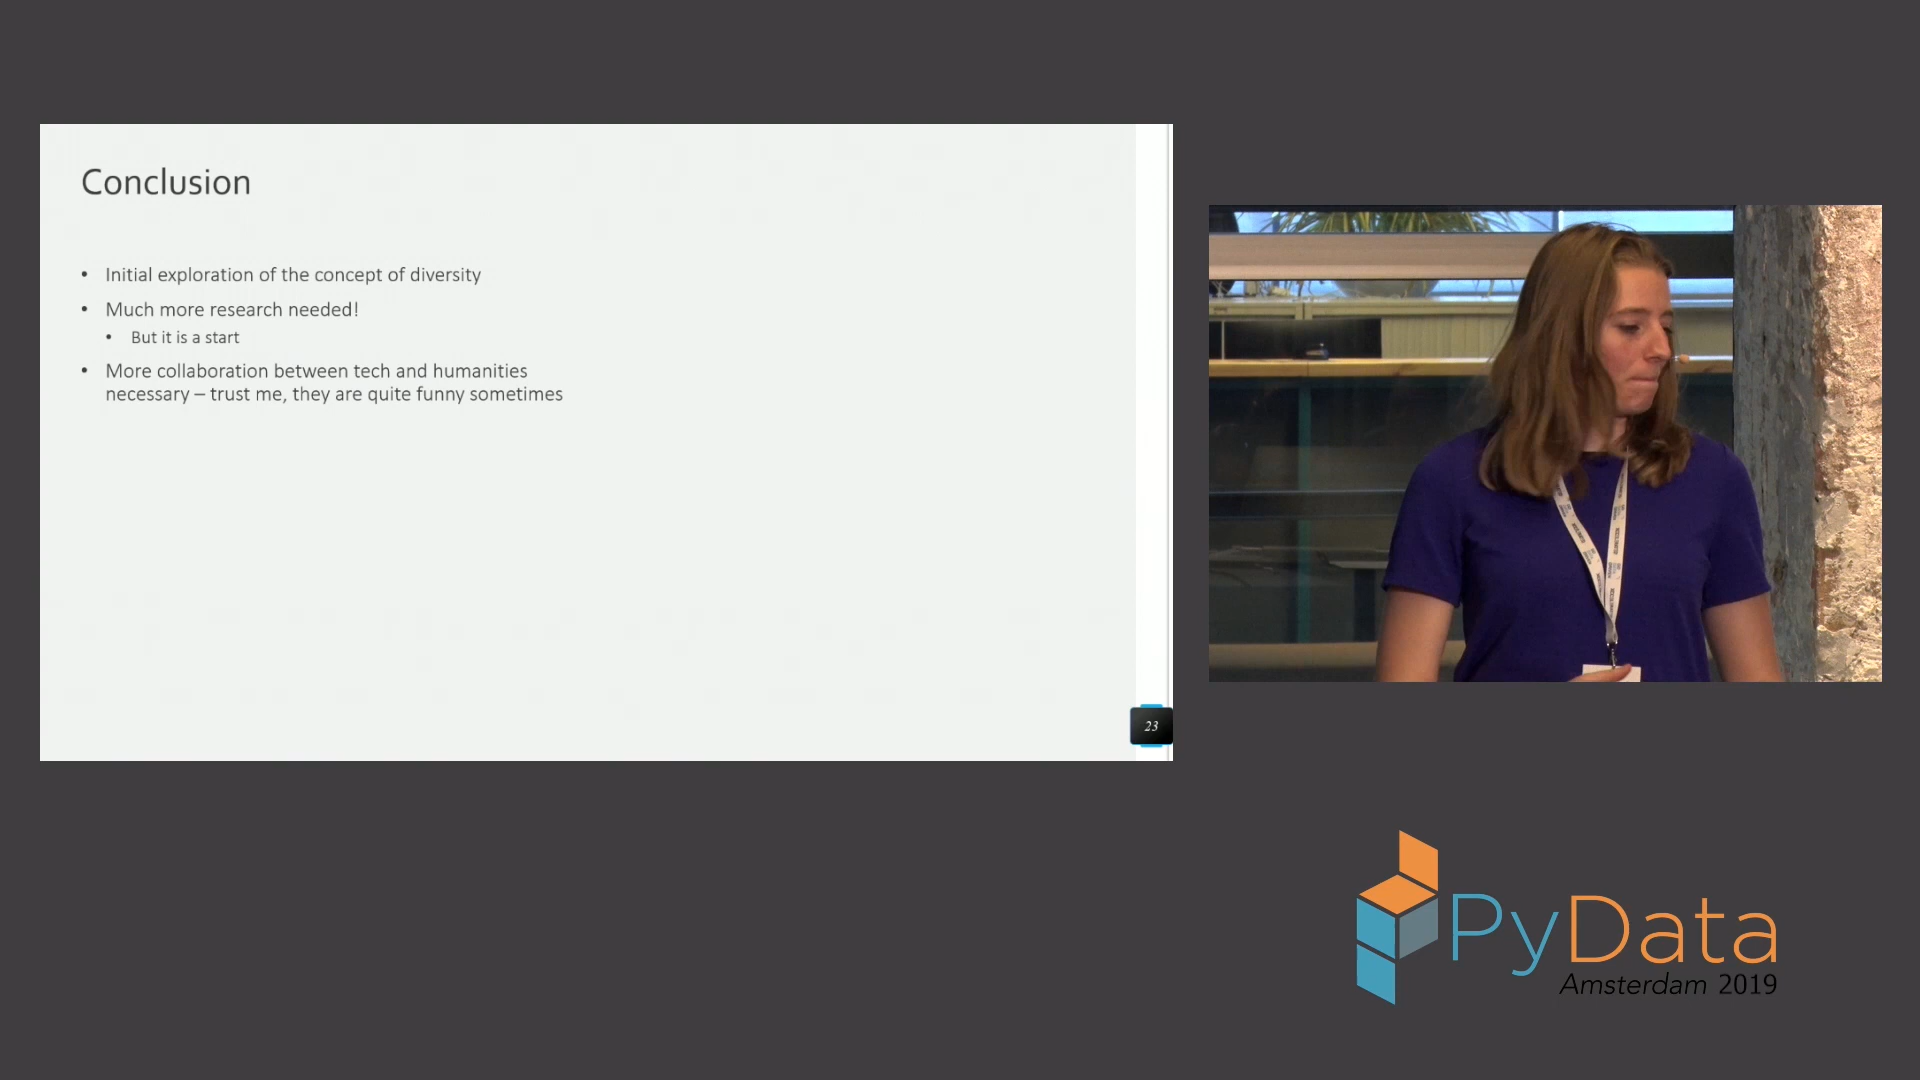 Conclusion
• Initial exploration of the concept of diversity
• Much more research needed!
• But it is a start
• More collaboration between tech and humanities
necessary – trust me, they are quite funny sometimes
23
PyData
Amsterdam 2019